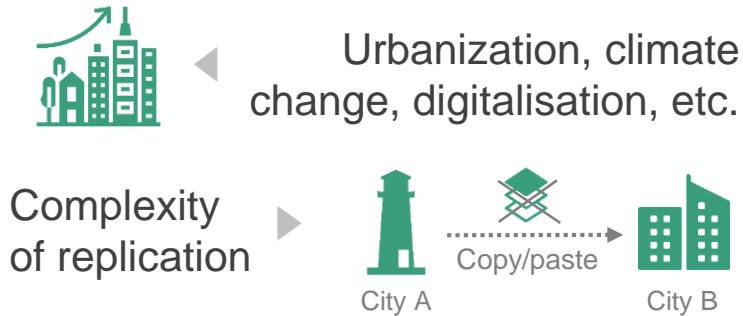 Urbanization, climate
change, digitalisation, etc.
Complexity
of replication
Copy/paste
City A
City B